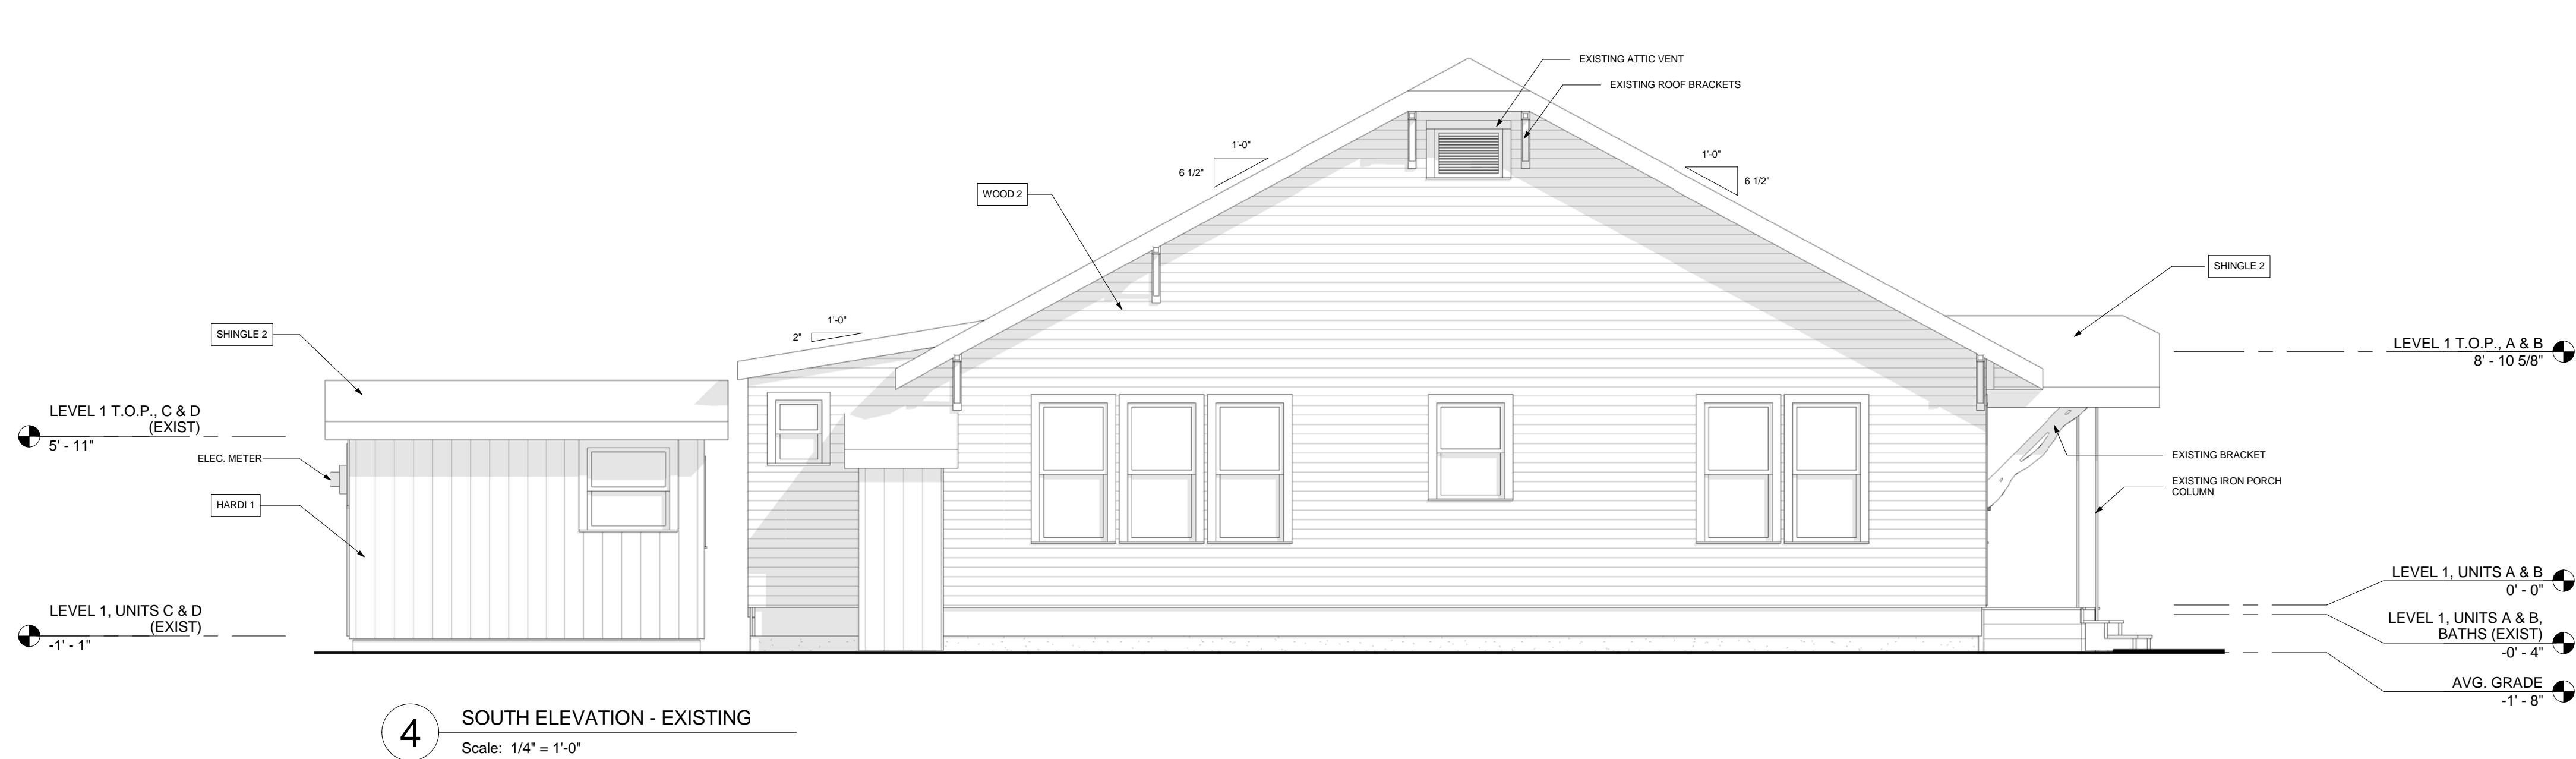 EXISTING ATTIC VENT
EXISTING ROOF BRACKETS
1'-0"
6 1/2"
1'-0"
6 1/2"
WOOD 2
SHINGLE 2
1'-0"
2"
SHINGLE 2
LEVEL 1 T.O.P., A & B
8' - 10 5/8"
LEVEL 1 T.O.P., C & D
(EXIST)
5' - 11"
ELEC. METER
HARDI 1
EXISTING BRACKET
EXISTING IRON PORCH
COLUMN
LEVEL 1, UNITS A & B
0' - 0"
LEVEL 1, UNITS C & D
(EXIST)
-1' - 1"
LEVEL 1, UNITS A & B,
BATHS (EXIST)
-0' - 4"
AVG. GRADE
-1' - 8"
4
SOUTH ELEVATION - EXISTING
Scale: 1/4" = 1'-0"